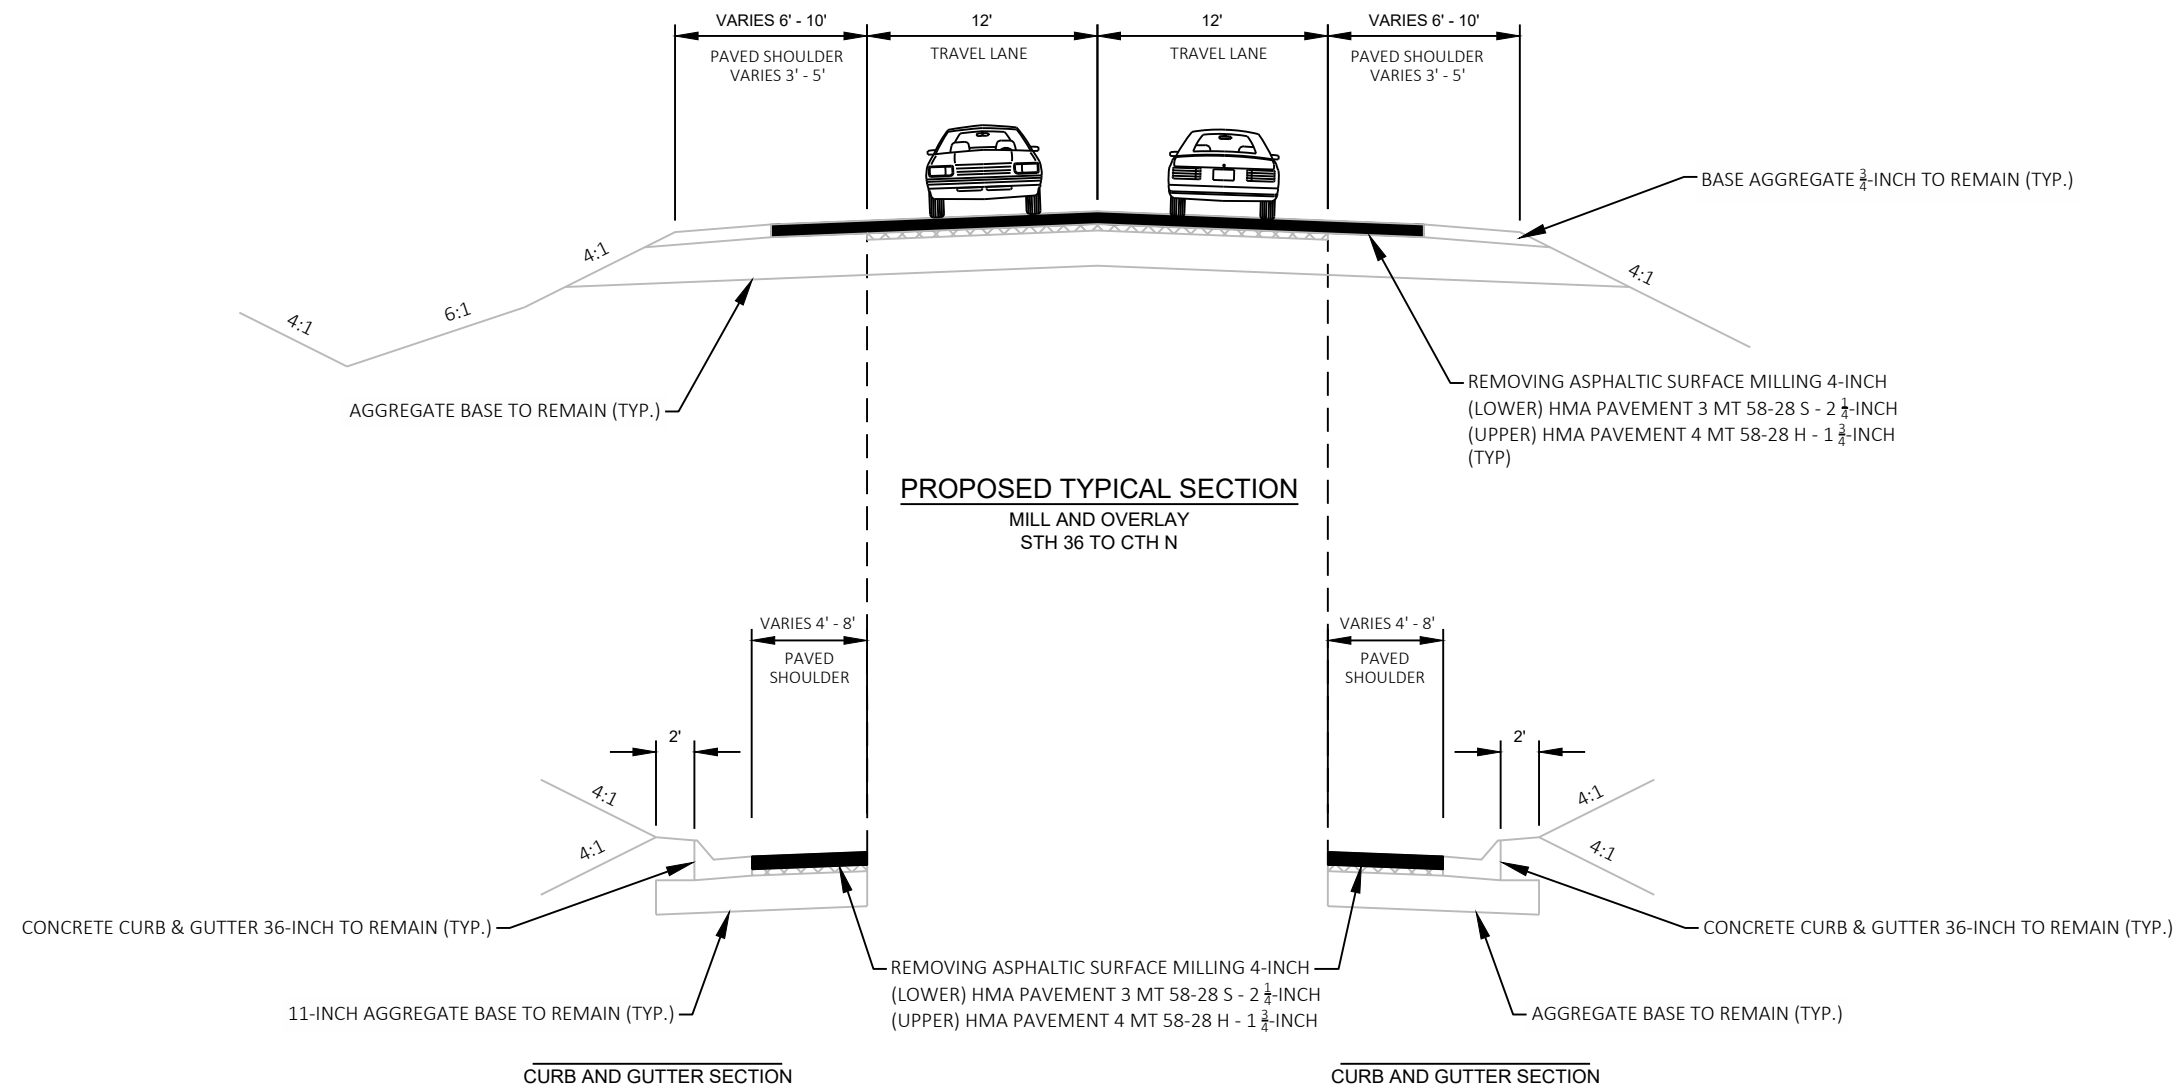 VARIES 6' - 10'
12'
12'
VARIES 6' - 10'
PAVED SHOULDER
VARIES 3' - 5'
TRAVEL LANE
TRAVEL LANE
PAVED SHOULDER
VARIES 3' - 5'
BASE AGGREGATE 3/4-INCH TO REMAIN (TYP.)
4:1
4:1
6:1
4:1
AGGREGATE BASE TO REMAIN (TYP.)
REMOVING ASPHALTIC SURFACE MILLING 4-INCH
(LOWER) HMA PAVEMENT 3 MT 58-28 S - 2 1/4-INCH
(UPPER) HMA PAVEMENT 4 MT 58-28 H - 1 3/4-INCH
(TYP)
PROPOSED TYPICAL SECTION
MILL AND OVERLAY
STH 36 TO CTH N
VARIES 4' - 8'
PAVED
SHOULDER
VARIES 4' - 8'
PAVED
SHOULDER
2'
2'
4:1
4:1
4:1
4:1
CONCRETE CURB & GUTTER 36-INCH TO REMAIN (TYP.)
CONCRETE CURB & GUTTER 36-INCH TO REMAIN (TYP.)
REMOVING ASPHALTIC SURFACE MILLING 4-INCH
(LOWER) HMA PAVEMENT 3 MT 58-28 S - 2 1/4-INCH
(UPPER) HMA PAVEMENT 4 MT 58-28 H - 1 3/4-INCH
11-INCH AGGREGATE BASE TO REMAIN (TYP.)
AGGREGATE BASE TO REMAIN (TYP.)
CURB AND GUTTER SECTION
CURB AND GUTTER SECTION